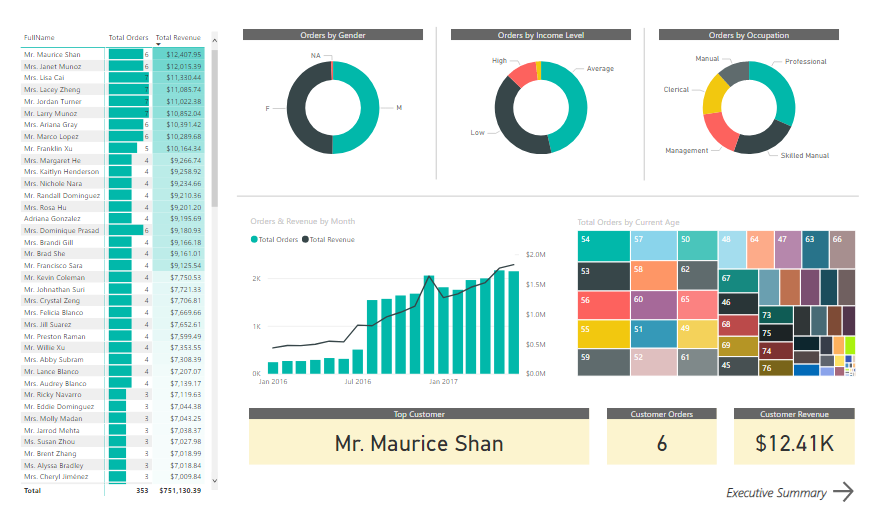 FullName Total Orders Total Revenue
Mr. Maurice Shan 6 $12,407.95
Mrs. Janet Munoz 6 $12,015.39
Mrs. Lisa Cai 7 $11,330.44
Mrs. Lacey Zheng 7 $11,085.74
Mr. Jordan Turner 7 $11,022.38
Mr. Larry Munoz 7 $10,852.04
Mrs. Ariana Gray 6 $10,391.42
Mr. Marco Lopez 6 $10,289.68
Mr. Franklin Xu 5 $10,164.34
Mrs. Margaret He 4 $9,266.74
Mrs. Kaitlyn Henderson 4 $9,258.92
Mrs. Nichole Nara 4 $9,234.66
Mr. Randall Dominguez 4 $9,210.36
Mrs. Rosa Hu 4 $9,201.20
Adriana Gonzalez 4 $9,195.69
Mrs. Dominique Prasad 6 $9,180.93
Mrs. Brandi Gill 4 $9,166.18
Mr. Brad She 4 $9,161.01
Mr. Francisco Sara 4 $9,125.54
Mr. Kevin Coleman 4 $7,750.53
Mr. Johnathan Suri 4 $7,721.33
Mrs. Crystal Zeng 4 $7,706.81
Mrs. Felicia Blanco 4 $7,669.66
Mrs. Jill Suarez 4 $7,652.61
Mr. Preston Raman 4 $7,599.49
Mr. Willie Xu 4 $7,353.55
Mrs. Abby Subram 4 $7,308.39
Mr. Lance Blanco 4 $7,207.07
Mrs. Audrey Blanco 4 $7,139.17
Mr. Ricky Navarro 3 $7,119.63
Mr. Eddie Dominguez 3 $7,044.38
Mrs. Molly Madan 3 $7,043.25
Mr. Jarrod Mehta 3 $7,038.37
Ms. Susan Zhou 3 $7,027.98
Mr. Brent Zhang 3 $7,018.99
Ms. Alyssa Bradley 3 $7,018.84
Mrs. Cheryl Jiménez 3 $7,009.84
Total 353 $751,130.39
Orders by Gender
NA
F
M
Orders by Income Level
High
Average
Low
Orders by Occupation
Manual
Professional
Clerical
Management
Skilled Manual
Orders & Revenue by Month
Total Orders Total Revenue
$2.0M
2K
$1.5M
1K
$1.0M
$0.5M
0K
$0.0M
Jan 2016 Jul 2016 Jan 2017
Total Orders by Current Age
54 57 50 48 64 47 63 66
53 58 62 67
56 60 65 46
73
55 51 49 68 75
69 74
59 52 61 45 76
Top Customer
Mr. Maurice Shan
Customer Orders
6
Customer Revenue
$12.41K
Executive Summary